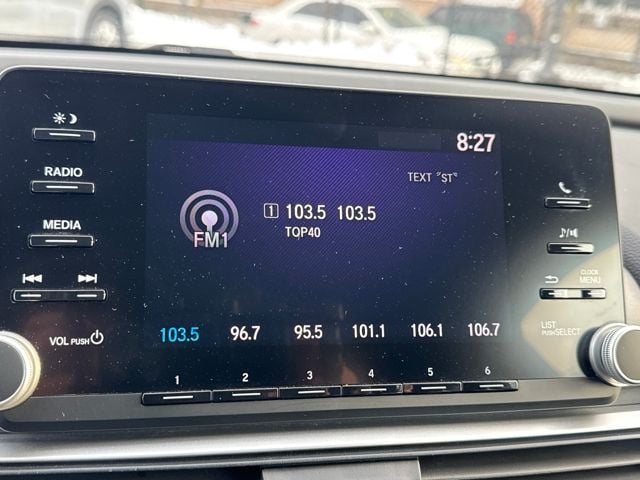 8:27
RADIO
TEXT "ST"
1 103.5 103.5
TOP40
FM1
MEDIA
CLOCK
MENU
VOL PUSH
LIST
PUSH SELECT
103.5 96.7 95.5 101.1 106.1 106.7
1 2 3 4 5 6